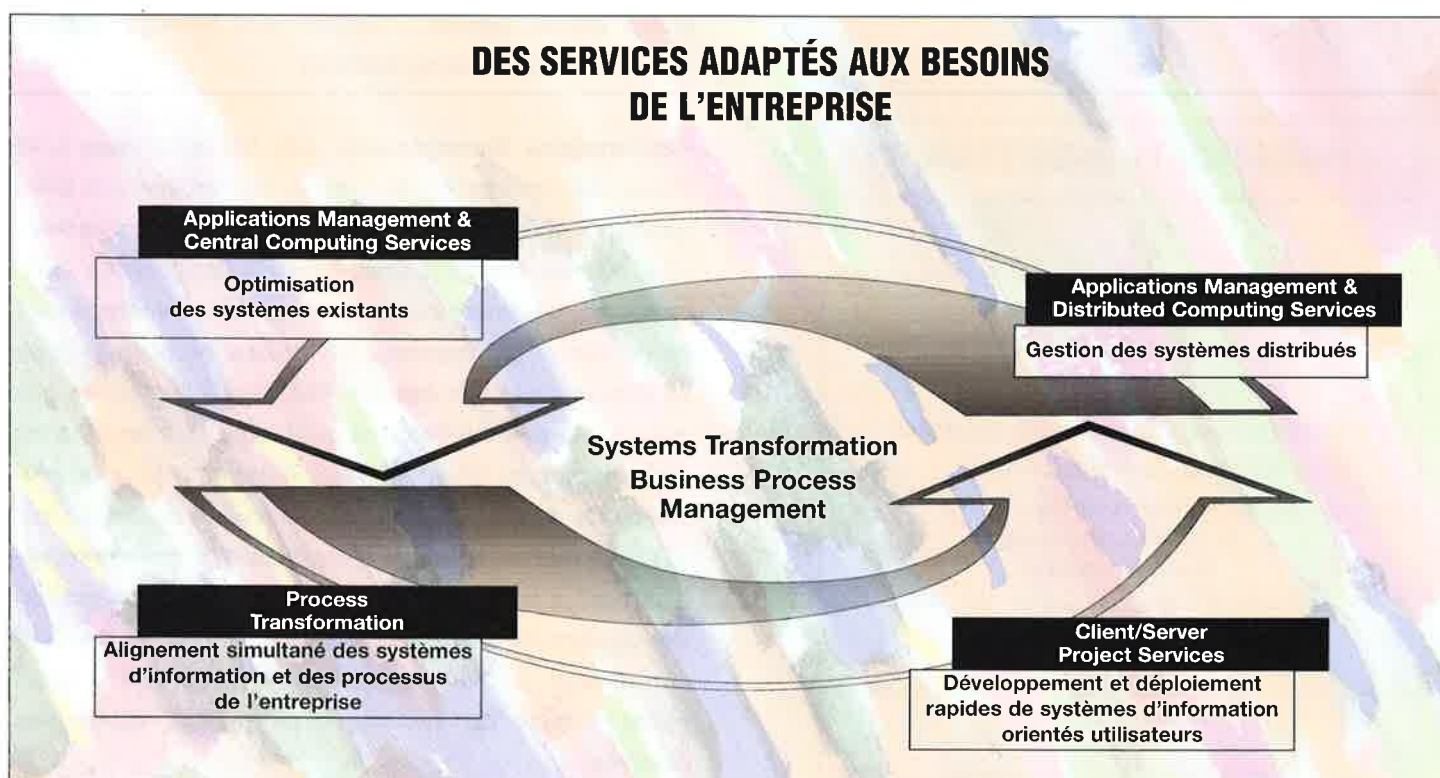 DES SERVICES ADAPTÉS AUX BESOINS
DE L'ENTREPRISE
Applications Management &
Central Computing Services
Optimisation
des systèmes existants
Applications Management &
Distributed Computing Services
Gestion des systèmes distribués
Systems Transformation
Business Process
Management
Process
Transformation
Alignement simultané des systèmes
d'information et des processus
de l'entreprise
Client/Server
Project Services
Développement et déploiement
rapides de systèmes d'information
orientés utilisateurs